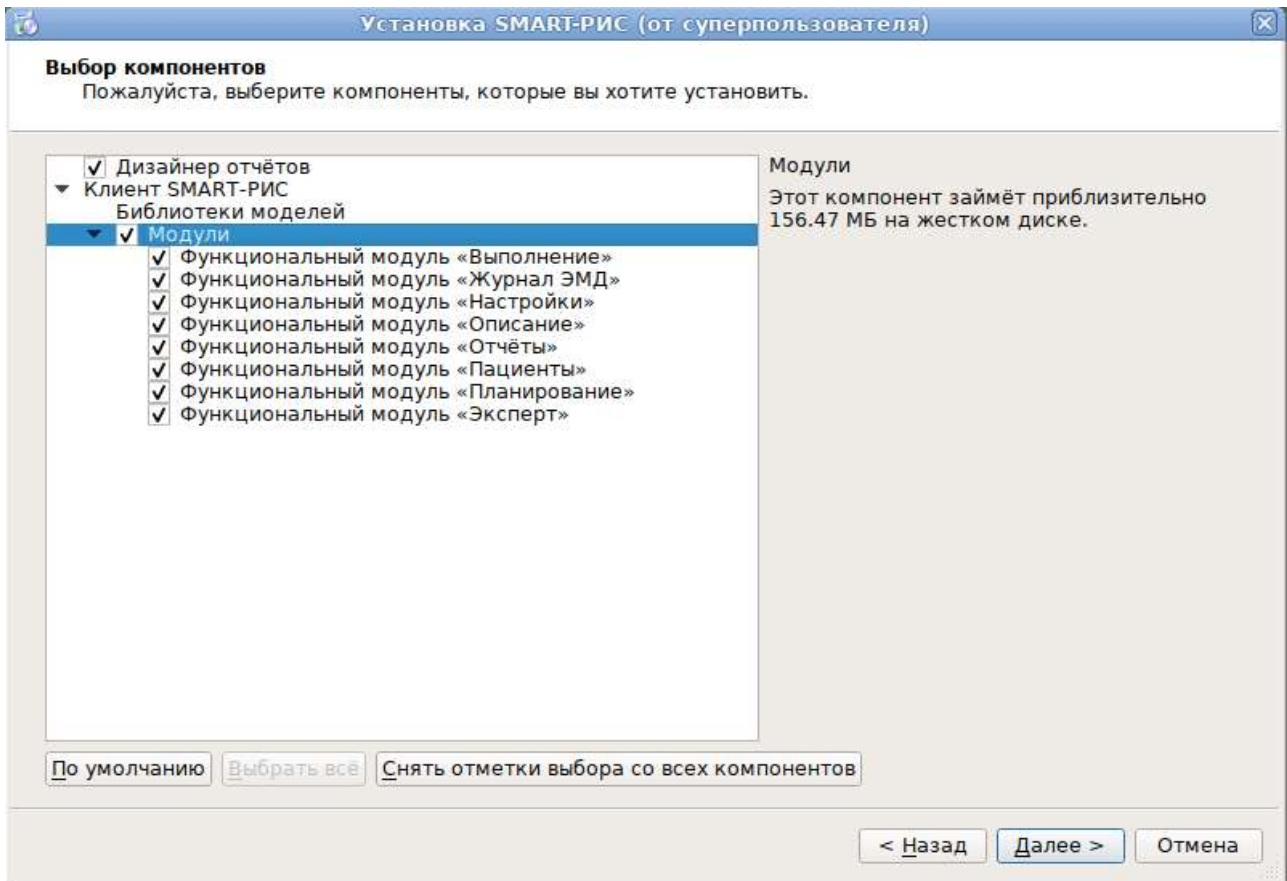 Установка SMART-РИС (от суперпользователя)
Выбор компонентов
Пожалуйста, выберите компоненты, которые вы хотите установить.
Дизайнер отчётов
Клиент SMART-РИС
Библиотеки моделей
Модули
Функциональный модуль «Выполнение»
Функциональный модуль «Журнал ЭМД»
Функциональный модуль «Настройки»
Функциональный модуль «Описание»
Функциональный модуль «Отчёты»
Функциональный модуль «Пациенты»
Функциональный модуль «Планирование»
Функциональный модуль «Эксперт»
Модули
Этот компонент займёт приблизительно
156.47 МБ на жестком диске.
По умолчанию Выбрать всё Снять отметки выбора со всех компонентов
< Назад Далее > Отмена